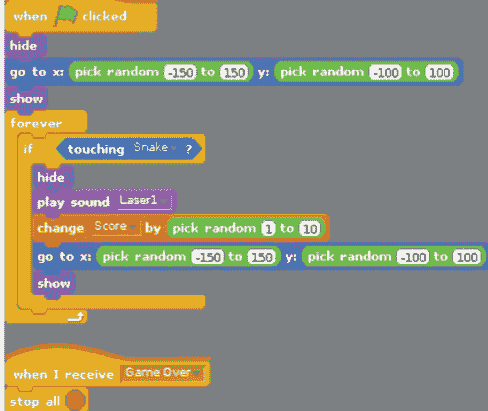 when clicked
hide
go to x: pick random -150 to 150 y: pick random -100 to 100
show
forever
if touching Snake ?
hide
play sound Laser1
change Score by pick random 1 to 10
go to x: pick random -150 to 150 y: pick random -100 to 100
show
when I receive Game Over
stop all